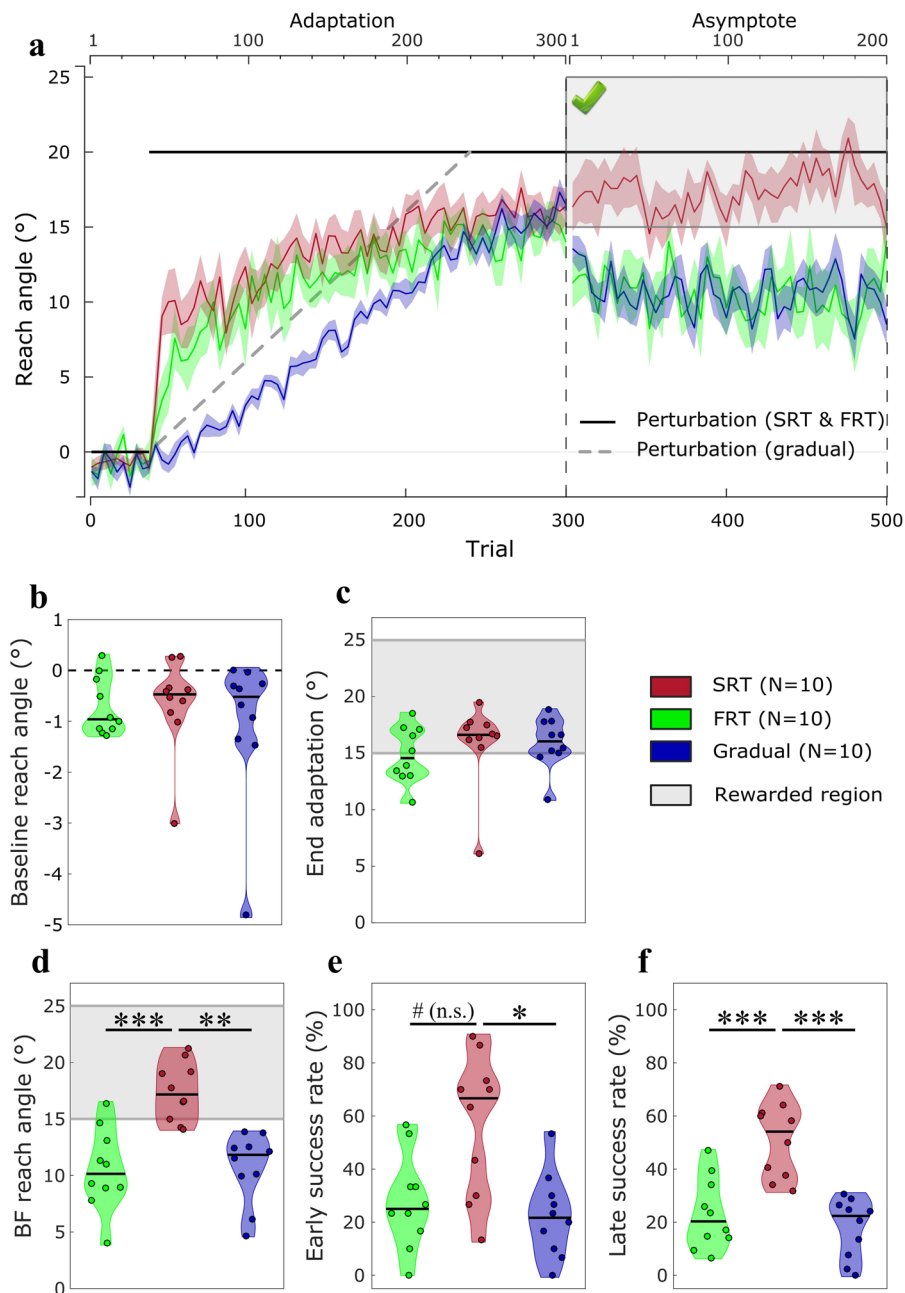 a
Adaptation
Asymptote
1 100 200 300 1 100 200
25
20
15
10
5
0
Reach angle (°)
Perturbation (SRT & FRT)
Perturbation (gradual)
0 100 200 300 400 500
Trial
b
Baseline reach angle (°)
1
0
-1
-2
-3
-4
-5
c
End adaptation (°)
25
20
15
10
5
0
SRT (N=10)
FRT (N=10)
Gradual (N=10)
Rewarded region
d
BF reach angle (°)
25
20
15
10
5
0
*** **
e
Early success rate (%)
100
80
60
40
20
0
# (n.s.) *
f
Late success rate (%)
100
80
60
40
20
0
*** ***